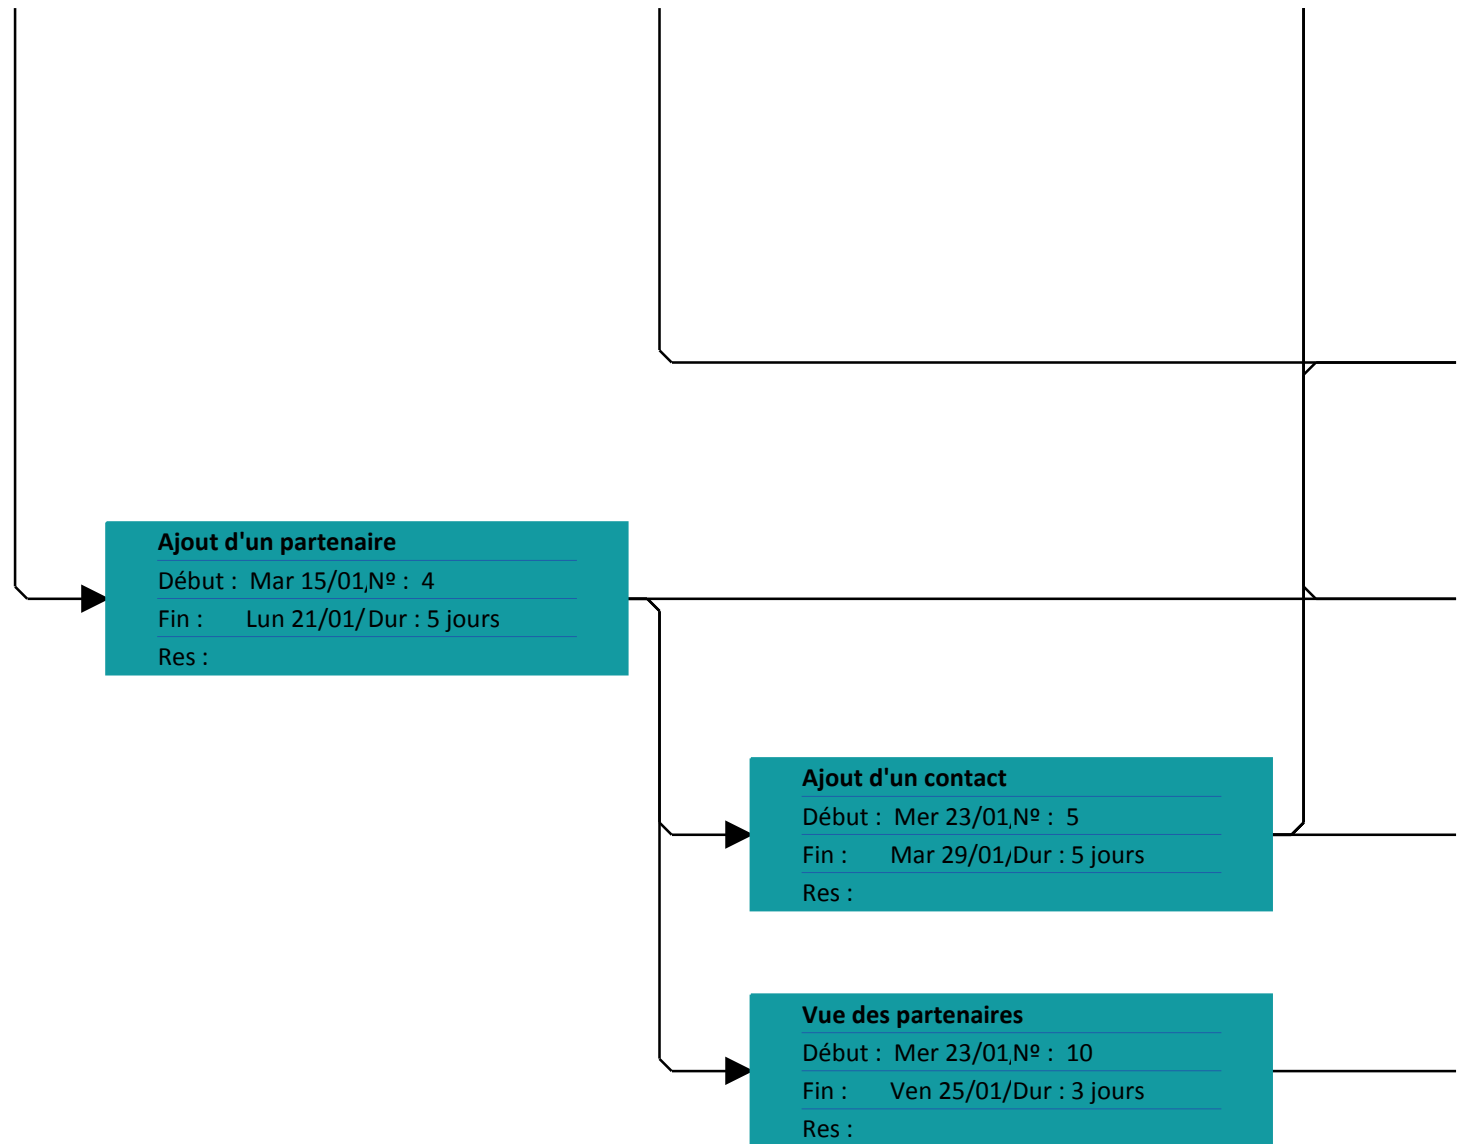 Ajout d'un partenaire
Début : Mar 15/01/Nº : 4
Fin : Lun 21/01/ Dur : 5 jours
Res :
Ajout d'un contact
Début : Mer 23/01/Nº : 5
Fin : Mar 29/01/Dur : 5 jours
Res :
Vue des partenaires
Début : Mer 23/01/Nº : 10
Fin : Ven 25/01/Dur : 3 jours
Res :